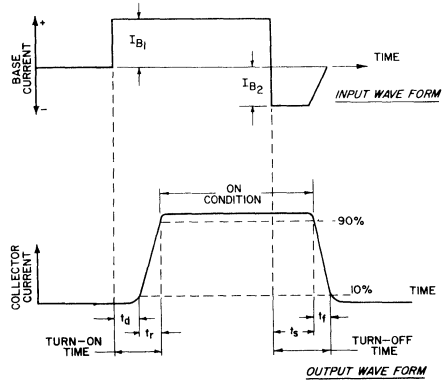 +
BASE
CURRENT
-
I_B1
I_B2
TIME
INPUT WAVE FORM
ON
CONDITION
90%
COLLECTOR
CURRENT
10%
TIME
t_d
t_r
t_s
t_f
TURN-ON
TIME
TURN-OFF
TIME
OUTPUT WAVE FORM